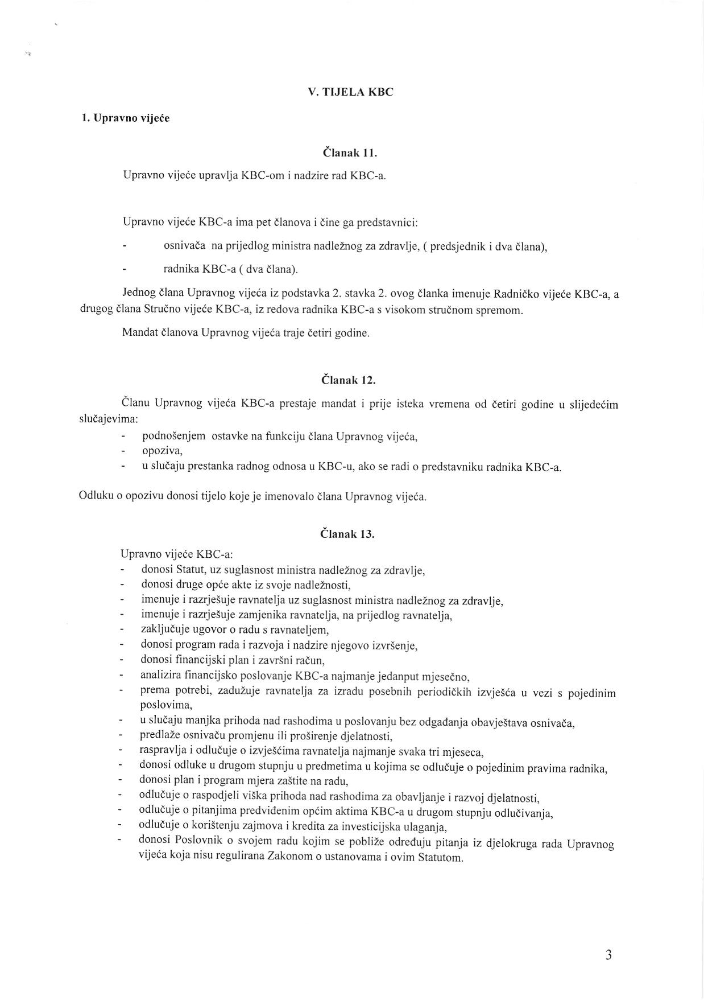 V. TIJELA KBC
1. Upravno vijeće
Članak 11.
Upravno vijeće upravlja KBC-om i nadzire rad KBC-a.
Upravno vijeće KBC-a ima pet članova i čine ga predstavnici:
- osnivača na prijedlog ministra nadležnog za zdravlje, ( predsjednik i dva člana),
- radnika KBC-a ( dva člana).
Jednog člana Upravnog vijeća iz podstavka 2. stavka 2. ovog članka imenuje Radničko vijeće KBC-a, a
drugog člana Stručno vijeće KBC-a, iz redova radnika KBC-a s visokom stručnom spremom.
Mandat članova Upravnog vijeća traje četiri godine.
Članak 12.
Članu Upravnog vijeća KBC-a prestaje mandat i prije isteka vremena od četiri godine u slijedećim
slučajevima:
- podnošenjem ostavke na funkciju člana Upravnog vijeća,
- opoziva,
- u slučaju prestanka radnog odnosa u KBC-u, ako se radi o predstavniku radnika KBC-a.
Odluku o opozivu donosi tijelo koje je imenovalo člana Upravnog vijeća.
Članak 13.
Upravno vijeće KBC-a:
- donosi Statut, uz suglasnost ministra nadležnog za zdravlje,
- donosi druge opće akte iz svoje nadležnosti,
- imenuje i razrješuje ravnatelja uz suglasnost ministra nadležnog za zdravlje,
- imenuje i razrješuje zamjenika ravnatelja, na prijedlog ravnatelja,
- zaključuje ugovor o radu s ravnateljem,
- donosi program rada i razvoja i nadzire njegovo izvršenje,
- donosi financijski plan i završni račun,
- analizira financijsko poslovanje KBC-a najmanje jedanput mjesečno,
- prema potrebi, zadužuje ravnatelja za izradu posebnih periodičkih izvješća u vezi s pojedinim
poslovima,
- u slučaju manjka prihoda nad rashodima u poslovanju bez odgađanja obavještava osnivača,
- predlaže osnivaču promjenu ili proširenje djelatnosti,
- raspravlja i odlučuje o izvješćima ravnatelja najmanje svaka tri mjeseca,
- donosi odluke u drugom stupnju u predmetima u kojima se odlučuje o pojedinim pravima radnika,
- donosi plan i program mjera zaštite na radu,
- odlučuje o raspodjeli viška prihoda nad rashodima za obavljanje i razvoj djelatnosti,
- odlučuje o pitanjima predviđenim općim aktima KBC-a u drugom stupnju odlučivanja,
- odlučuje o korištenju zajmova i kredita za investicijska ulaganja,
- donosi Poslovnik o svojem radu kojim se pobliže određuju pitanja iz djelokruga rada Upravnog
vijeća koja nisu regulirana Zakonom o ustanovama i ovim Statutom.
3